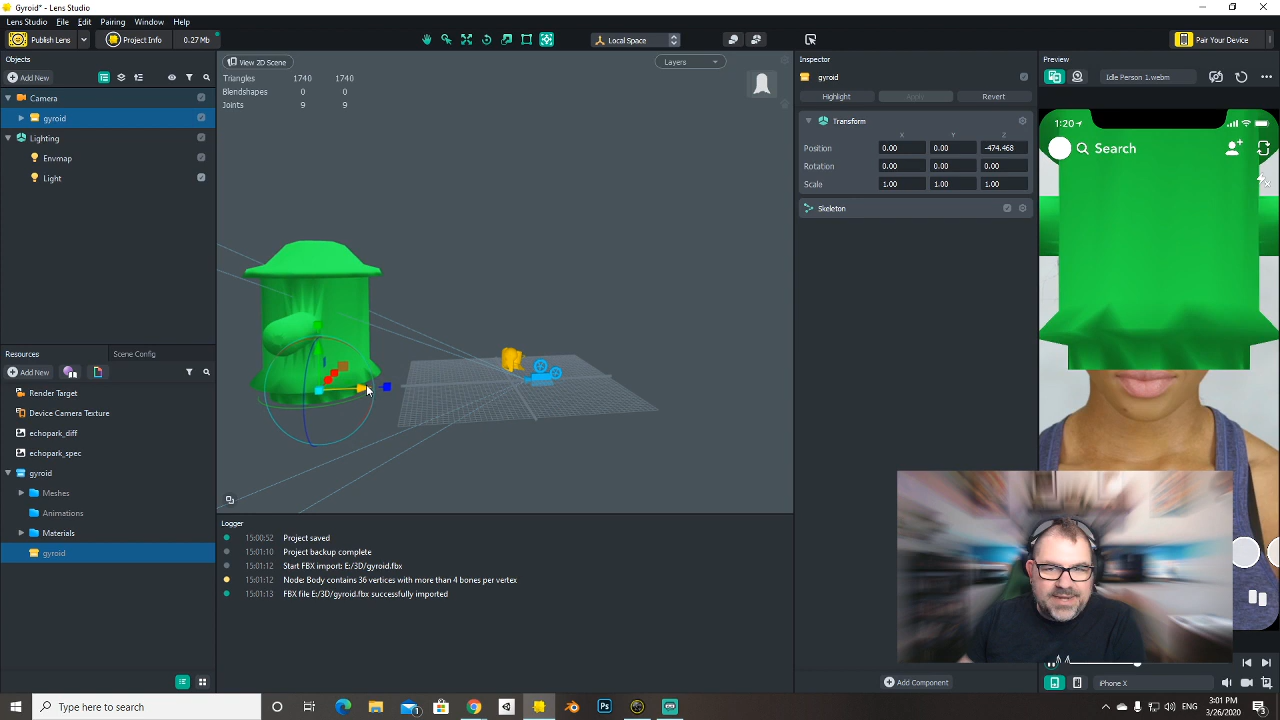 Gyroid* - Lens Studio
Lens Studio File Edit Pairing Window Help
Publish Lens Project Info 0.27 Mb Local Space Pair Your Device
Objects
Add New
Camera
gyroid
Lighting
Envmap
Light
View 2D Scene Layers
Triangles 1740 1740
Blendshapes 0 0
Joints 9 9
Inspector
gyroid
Highlight Apply Revert
Transform
X Y Z
Position 0.00 0.00 -474.468
Rotation 0.00 0.00 0.00
Scale 1.00 1.00 1.00
Skeleton
Add Component
Preview
Idle Person 1.webm
1:20
Search
iPhone X
Resources Scene Config
Add New
Render Target
Device Camera Texture
echopark_diff
echopark_spec
gyroid
Meshes
Animations
Materials
gyroid
Logger
15:00:52 Project saved
15:01:10 Project backup complete
15:01:12 Start FBX import: E:/3D/gyroid.fbx
15:01:12 Node: Body contains 36 vertices with more than 4 bones per vertex
15:01:13 FBX file E:/3D/gyroid.fbx successfully imported
Type here to search
1
Ps
ENG
3:01 PM
3/26/2020